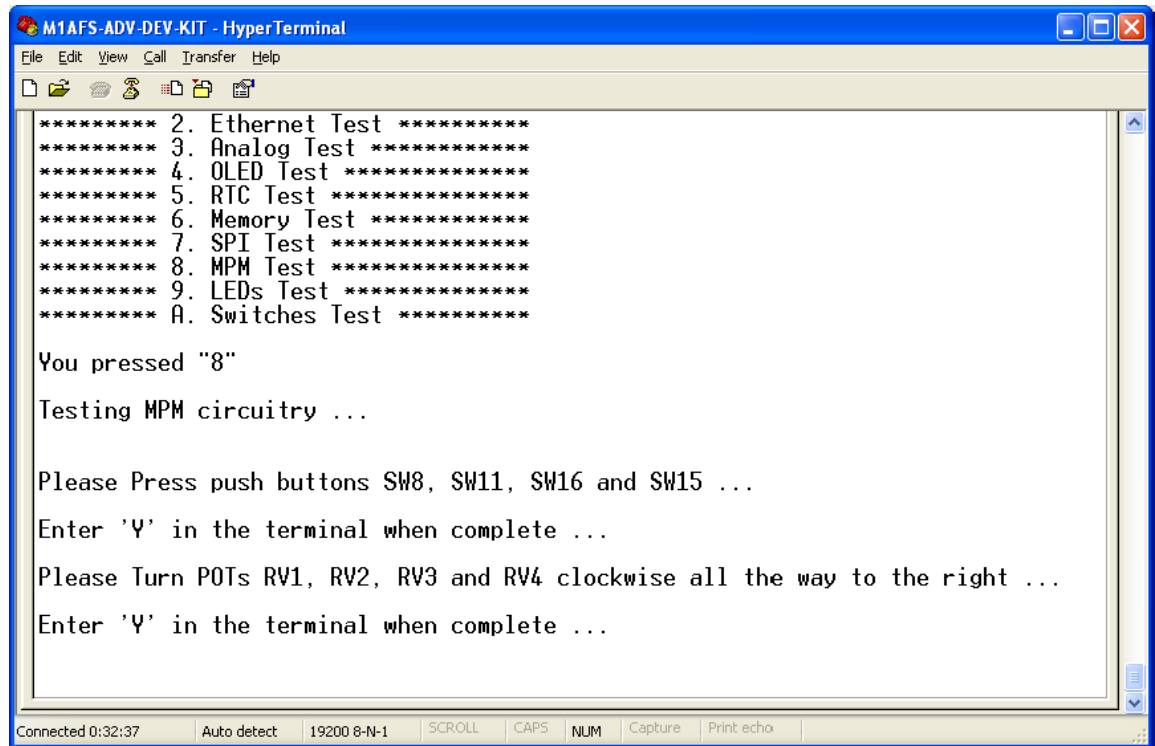 M1AFS-ADV-DEV-KIT - HyperTerminal
File Edit View Call Transfer Help
********* 2. Ethernet Test **********
********* 3. Analog Test ************
********* 4. OLED Test **************
********* 5. RTC Test ***************
********* 6. Memory Test ************
********* 7. SPI Test ***************
********* 8. MPM Test ***************
********* 9. LEDs Test **************
********* A. Switches Test **********
You pressed "8"
Testing MPM circuitry ...
Please Press push buttons SW8, SW11, SW16 and SW15 ...
Enter 'Y' in the terminal when complete ...
Please Turn POTs RV1, RV2, RV3 and RV4 clockwise all the way to the right ...
Enter 'Y' in the terminal when complete ...
Connected 0:32:37 Auto detect 19200 8-N-1 SCROLL CAPS NUM Capture Print echo